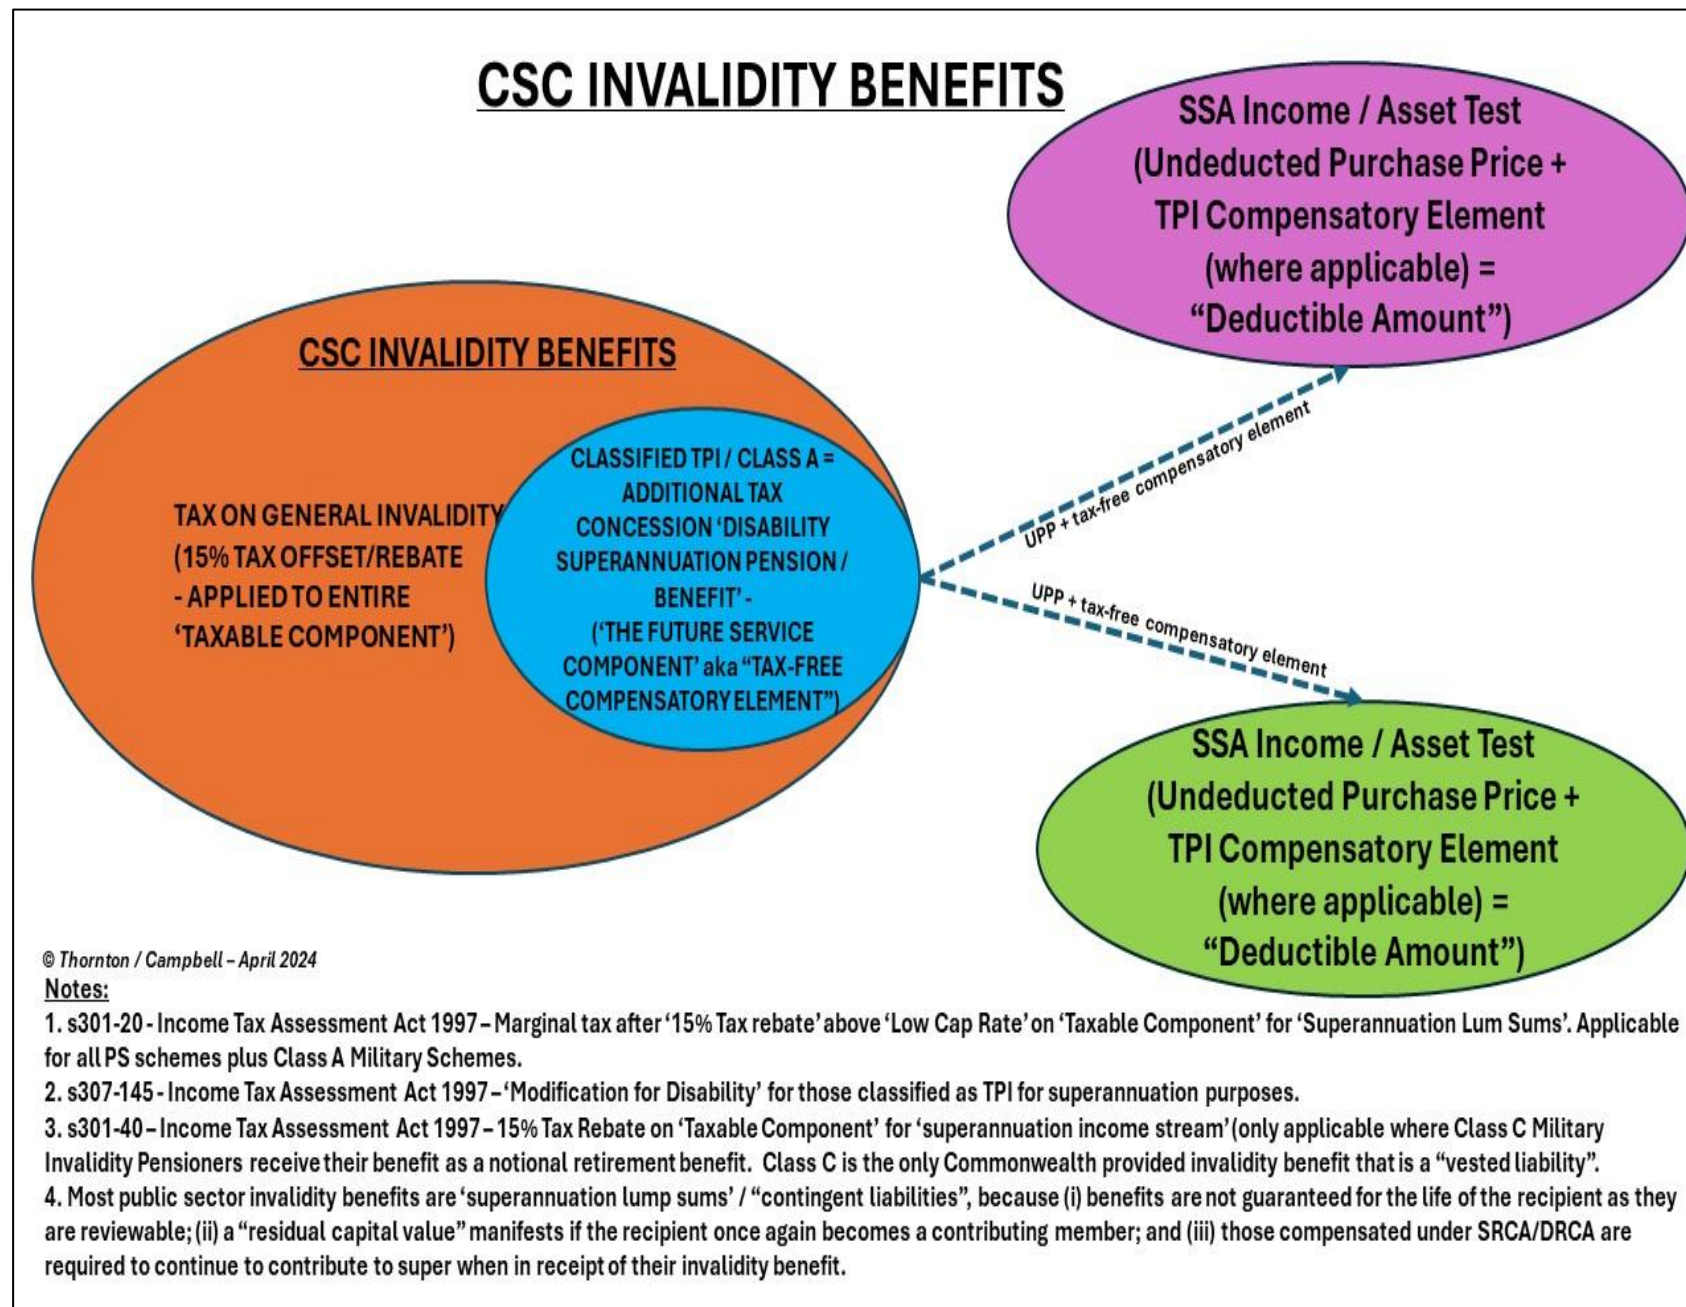 CSC INVALIDITY BENEFITS
SSA Income / Asset Test
(Undeducted Purchase Price +
TPI Compensatory Element
(where applicable) =
“Deductible Amount”)
CSC INVALIDITY BENEFITS
TAX ON GENERAL INVALIDITY
(15% TAX OFFSET/REBATE
- APPLIED TO ENTIRE
‘TAXABLE COMPONENT’)
CLASSIFIED TPI / CLASS A =
ADDITIONAL TAX
CONCESSION ‘DISABILITY
SUPERANNUATION PENSION /
BENEFIT’ -
(‘THE FUTURE SERVICE
COMPONENT’ aka “TAX-FREE
COMPENSATORY ELEMENT”)
UPP + tax-free compensatory element
UPP + tax-free compensatory element
SSA Income / Asset Test
(Undeducted Purchase Price +
TPI Compensatory Element
(where applicable) =
“Deductible Amount”)
© Thornton / Campbell – April 2024
Notes:
1. s301-20 - Income Tax Assessment Act 1997 – Marginal tax after ‘15% Tax rebate’ above ‘Low Cap Rate’ on ‘Taxable Component’ for ‘Superannuation Lum Sums’. Applicable
for all PS schemes plus Class A Military Schemes.
2. s307-145 - Income Tax Assessment Act 1997 – ‘Modification for Disability’ for those classified as TPI for superannuation purposes.
3. s301-40 – Income Tax Assessment Act 1997 – 15% Tax Rebate on ‘Taxable Component’ for ‘superannuation income stream’ (only applicable where Class C Military
Invalidity Pensioners receive their benefit as a notional retirement benefit. Class C is the only Commonwealth provided invalidity benefit that is a “vested liability”.
4. Most public sector invalidity benefits are ‘superannuation lump sums’ / “contingent liabilities”, because (i) benefits are not guaranteed for the life of the recipient as they
are reviewable; (ii) a “residual capital value” manifests if the recipient once again becomes a contributing member; and (iii) those compensated under SRCA/DRCA are
required to continue to contribute to super when in receipt of their invalidity benefit.